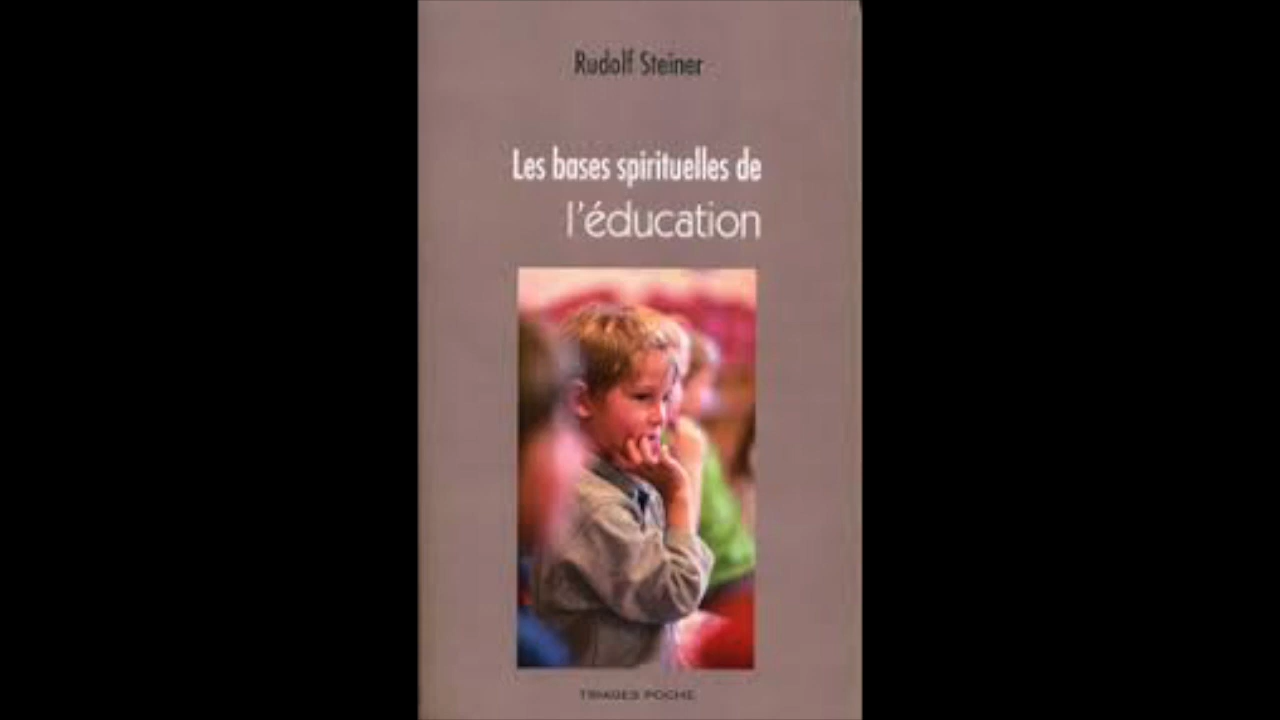 Rudolf Steiner
Les bases spirituelles de
l'éducation
TRIADES POCHE